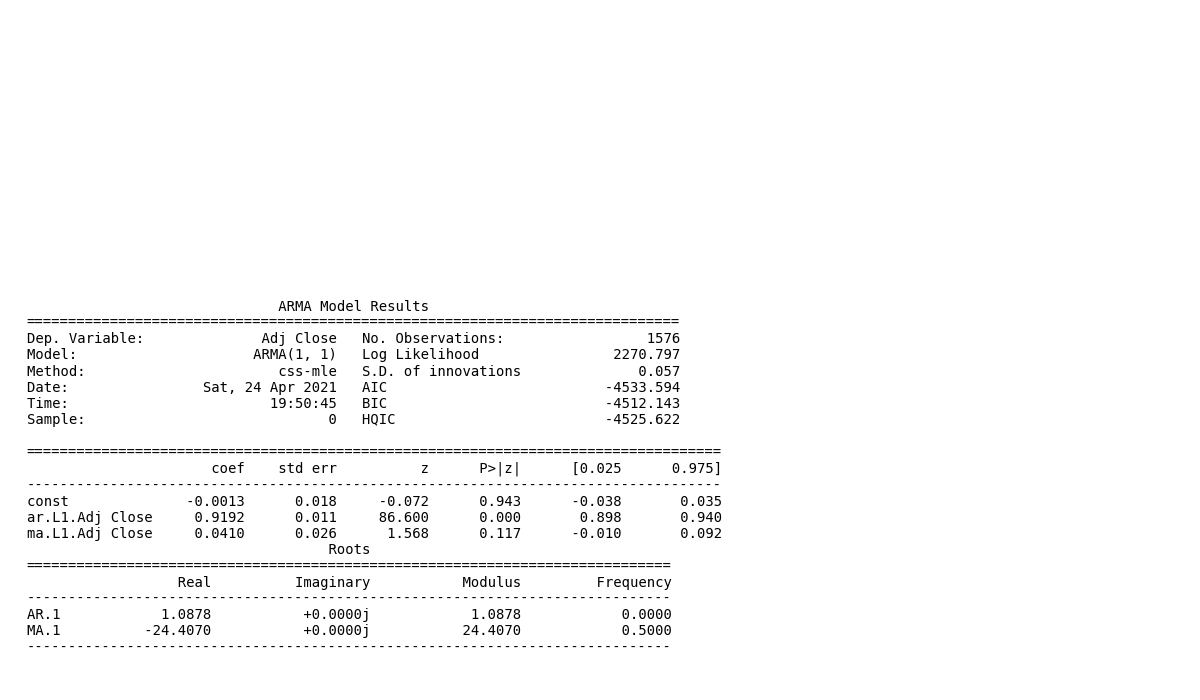 ARMA Model Results
==============================================================================
Dep. Variable:              Adj Close   No. Observations:                 1576
Model:                     ARMA(1, 1)   Log Likelihood                2270.797
Method:                       css-mle   S.D. of innovations              0.057
Date:                Sat, 24 Apr 2021   AIC                          -4533.594
Time:                        19:50:45   BIC                          -4512.143
Sample:                             0   HQIC                         -4525.622

===================================================================================
                      coef    std err          z      P>|z|      [0.025      0.975]
-----------------------------------------------------------------------------------
const              -0.0013      0.018     -0.072      0.943      -0.038       0.035
ar.L1.Adj Close     0.9192      0.011     86.600      0.000       0.898       0.940
ma.L1.Adj Close     0.0410      0.026      1.568      0.117      -0.010       0.092
                                    Roots
=============================================================================
                  Real          Imaginary           Modulus         Frequency
-----------------------------------------------------------------------------
AR.1            1.0878           +0.0000j            1.0878            0.0000
MA.1          -24.4070           +0.0000j           24.4070            0.5000
-----------------------------------------------------------------------------